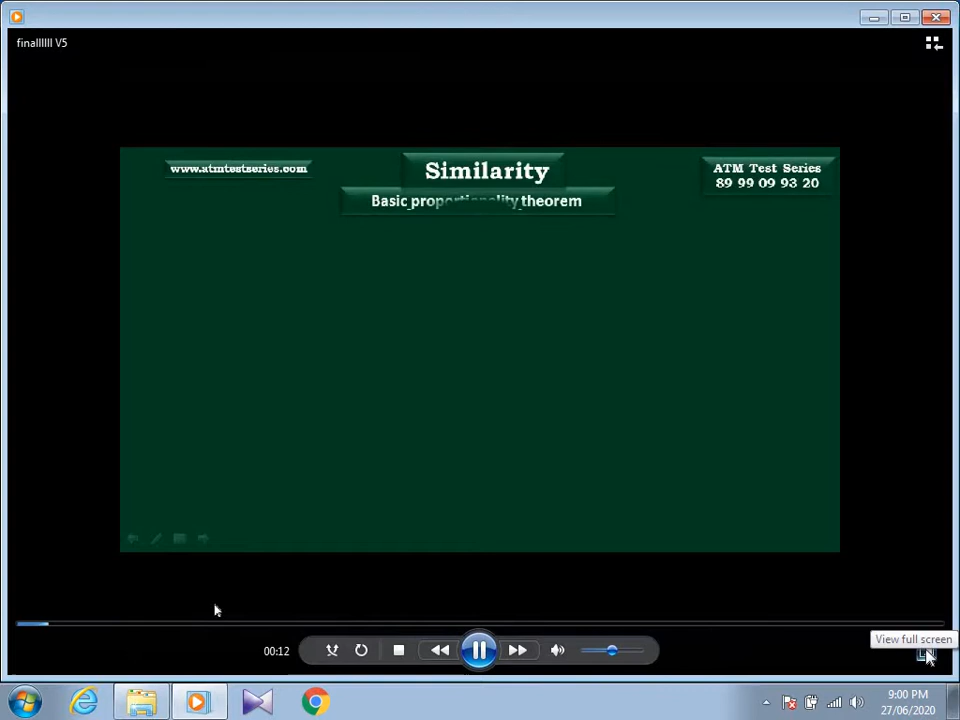 finallllll V5
www.atmtestseries.com
Similarity
ATM Test Series
89 99 09 93 20
Basic proportionality theorem
View full screen
00:12
9:00 PM
27/06/2020